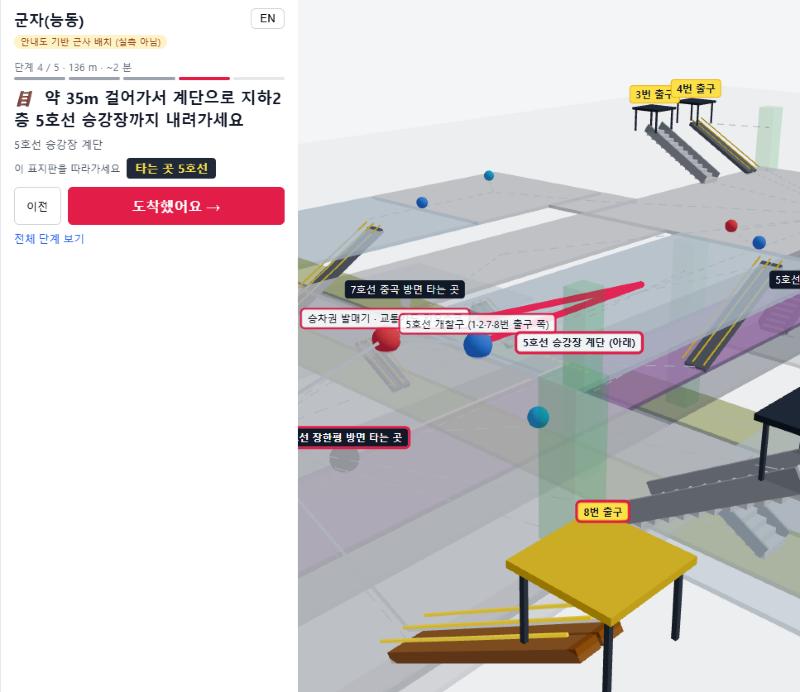 군자(능동)
EN
안내도 기반 근사 배치 (실측 아님)
단계 4 / 5 · 136 m · ~2 분
약 35m 걸어가서 계단으로 지하2
층 5호선 승강장까지 내려가세요
5호선 승강장 계단
이 표지판을 따라가세요 타는 곳 5호선
이전
도착했어요 →
전체 단계 보기
3번 출구
4번 출구
5호선
7호선 중곡 방면 타는 곳
승차권 발매기 · 교통
5호선 개찰구 (1·2·7·8번 출구 쪽)
5호선 승강장 계단 (아래)
선 장한평 방면 타는 곳
8번 출구